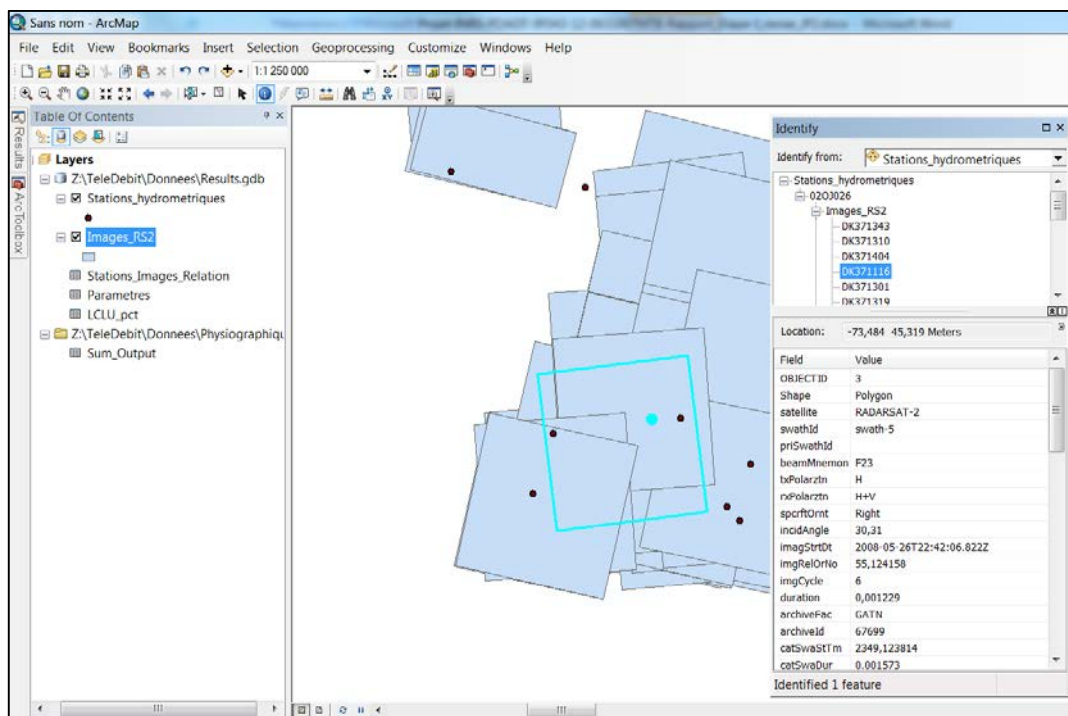 Sans nom - ArcMap
File Edit View Bookmarks Insert Selection Geoprocessing Customize Windows Help
1:1 250 000
Table Of Contents
Results
ArcToolbox
Layers
Z:\TeleDebit\Donnees\Results.gdb
Stations_hydrometriques
Images_RS2
Stations_Images_Relation
Parametres
LCLU_pct
Z:\TeleDebit\Donnees\Physiographiqu
Sum_Output
Identify
Identify from: Stations_hydrometriques
Stations_hydrometriques
02OJ026
Images_RS2
DK371343
DK371310
DK371404
DK371116
DK371301
DK371319
Location: -73,484 45,319 Meters
Field Value
OBJECTID 3
Shape Polygon
satellite RADARSAT-2
swathId swath-5
priSwathId
beamMnemon F23
txPolarztn H
rxPolarztn H+V
spcrftOrnt Right
incidAngle 30,31
imagStrtDt 2008-05-26T22:42:06.822Z
imgRelOrNo 55,124158
imgCycle 6
duration 0,001229
archiveFac GATN
archiveId 67699
catSwaStTm 2349,123814
catSwaDur 0.001573
Identified 1 feature